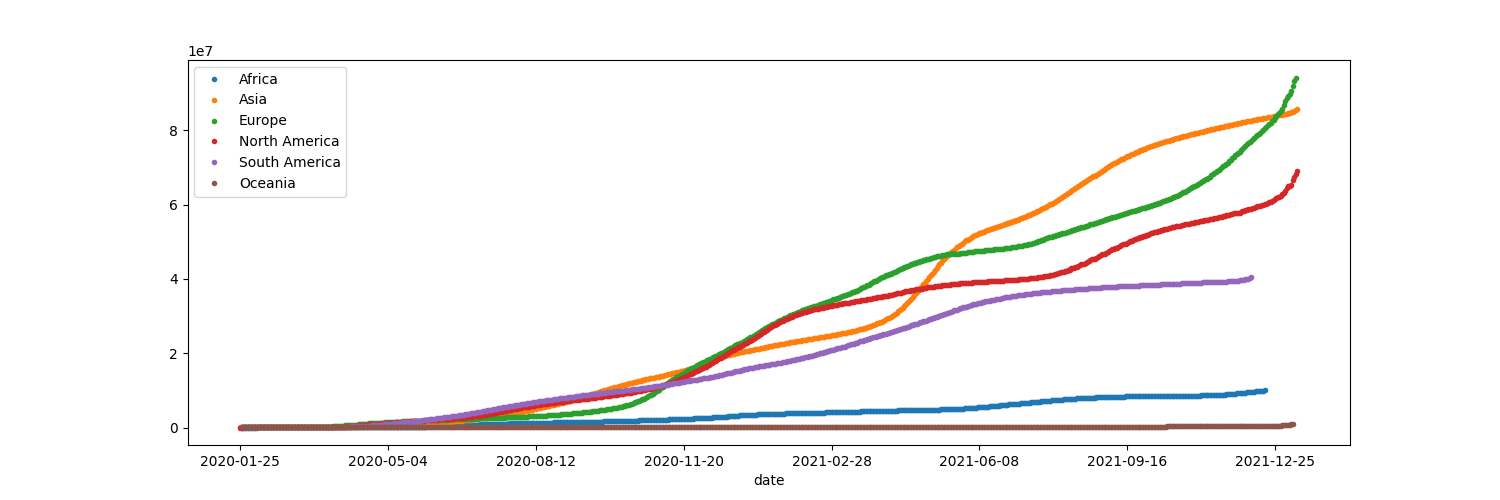 1e7
Africa
Asia
Europe
North America
South America
Oceania
8
6
4
2
0
2020-01-25 2020-05-04 2020-08-12 2020-11-20 2021-02-28 2021-06-08 2021-09-16 2021-12-25
date